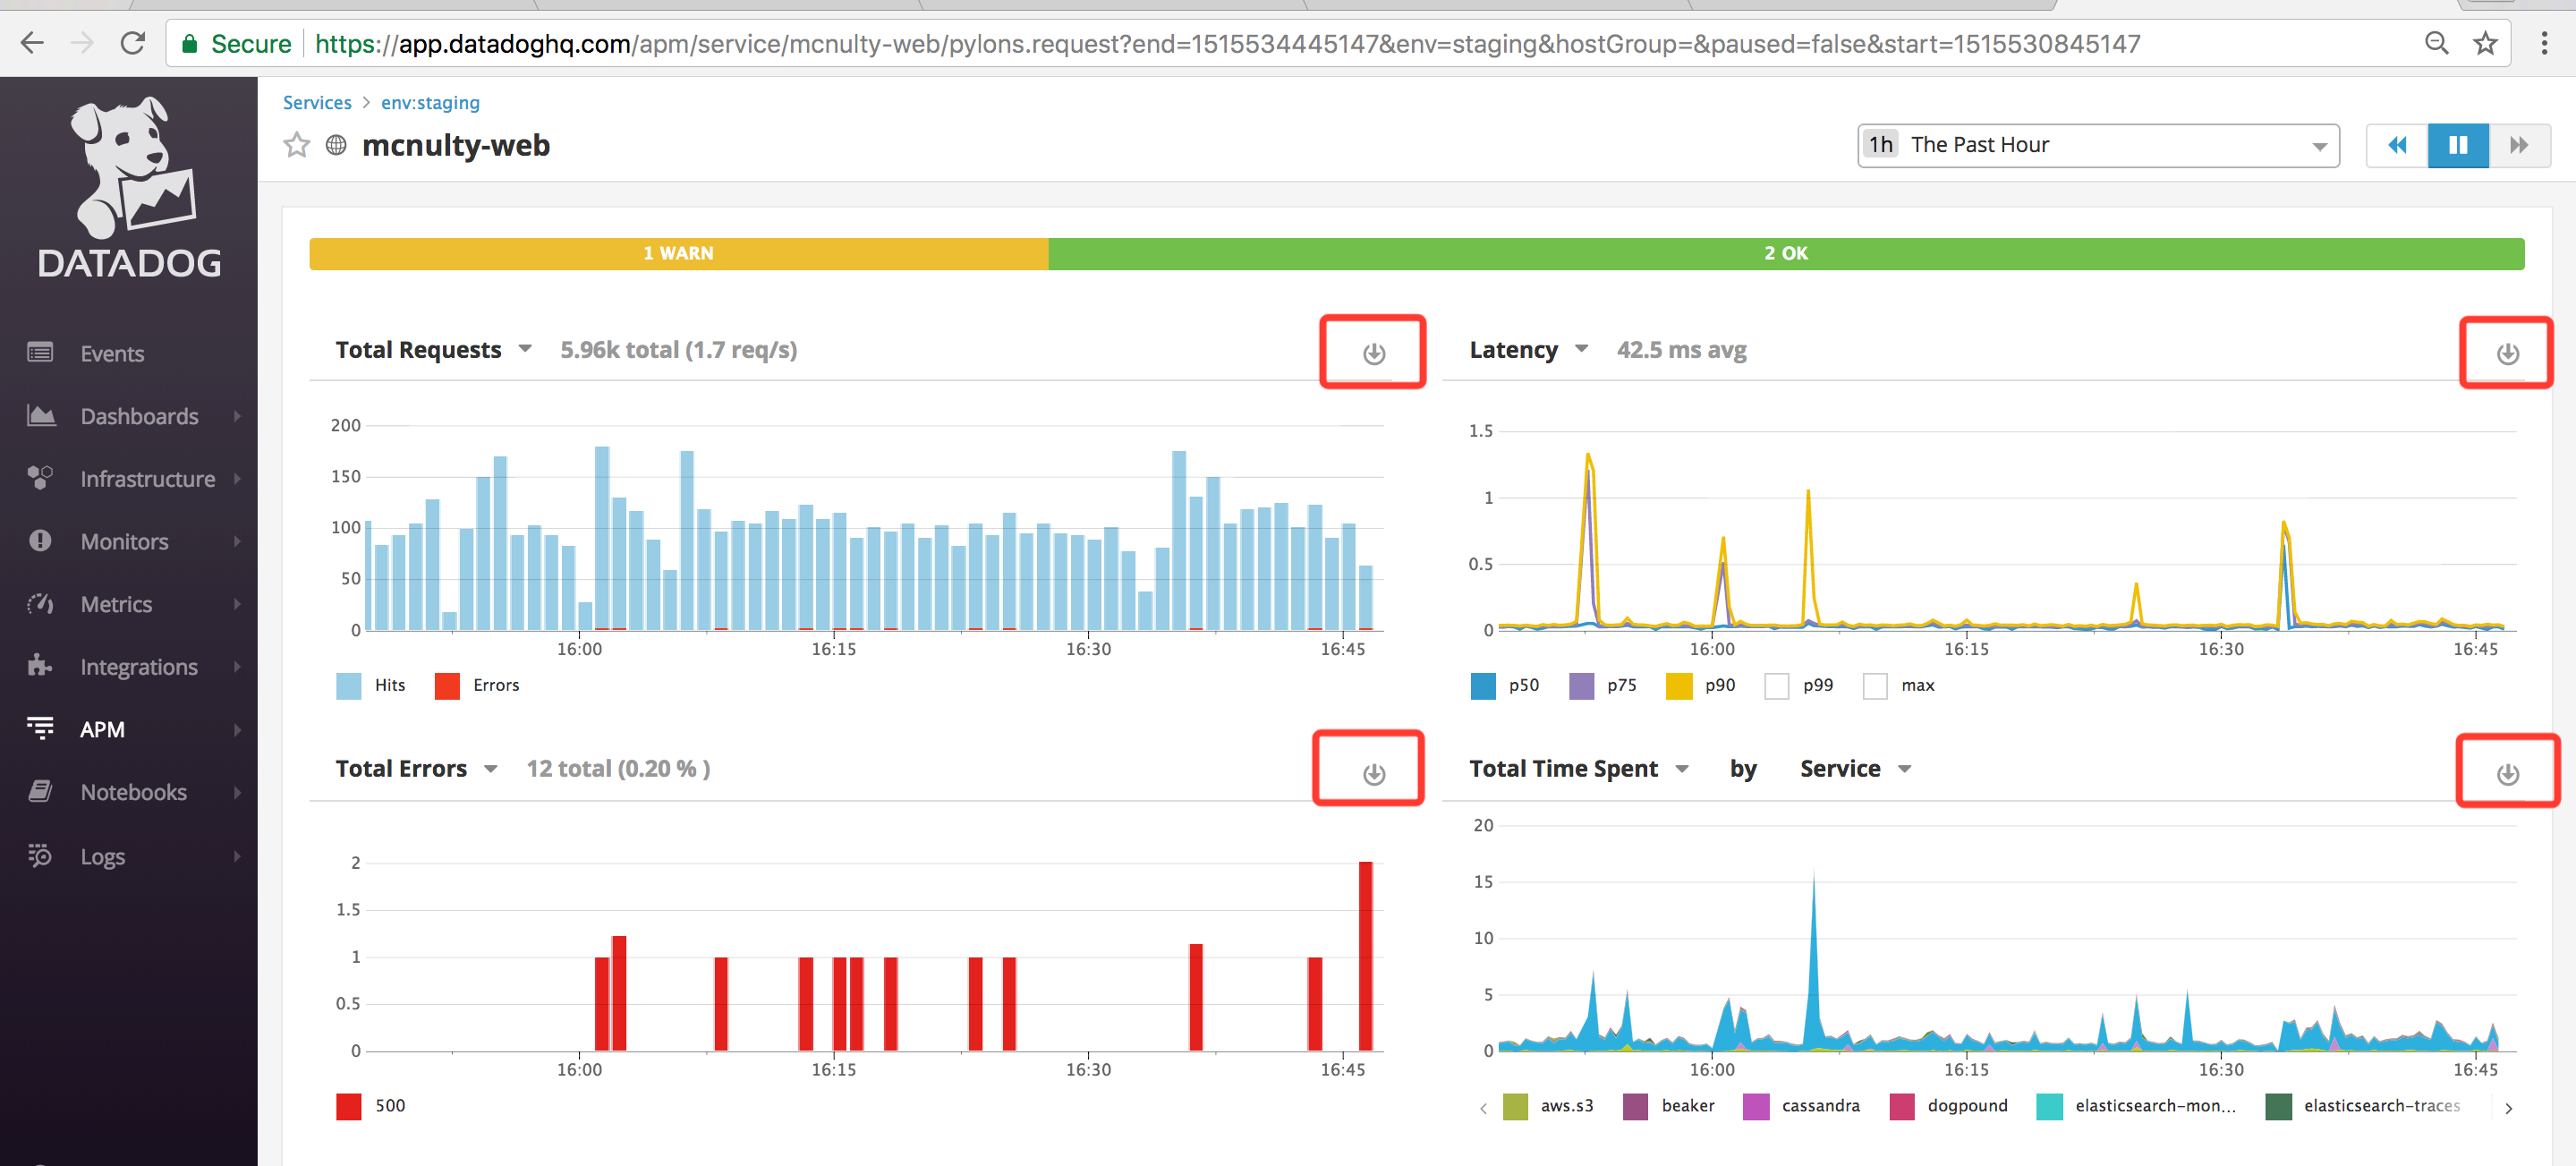 Secure https://app.datadoghq.com/apm/service/mcnulty-web/pylons.request?end=1515534445147&env=staging&hostGroup=&paused=false&start=1515530845147
DATADOG
Events
Dashboards
Infrastructure
Monitors
Metrics
Integrations
APM
Notebooks
Logs
Services > env:staging
mcnulty-web
1h The Past Hour
1 WARN 2 OK
Total Requests 5.96k total (1.7 req/s)
200
150
100
50
0
16:00 16:15 16:30 16:45
Hits Errors
Latency 42.5 ms avg
1.5
1
0.5
0
16:00 16:15 16:30 16:45
p50 p75 p90 p99 max
Total Errors 12 total (0.20 % )
2
1.5
1
0.5
0
16:00 16:15 16:30 16:45
500
Total Time Spent by Service
20
15
10
5
0
16:00 16:15 16:30 16:45
aws.s3 beaker cassandra dogpound elasticsearch-mon... elasticsearch-traces